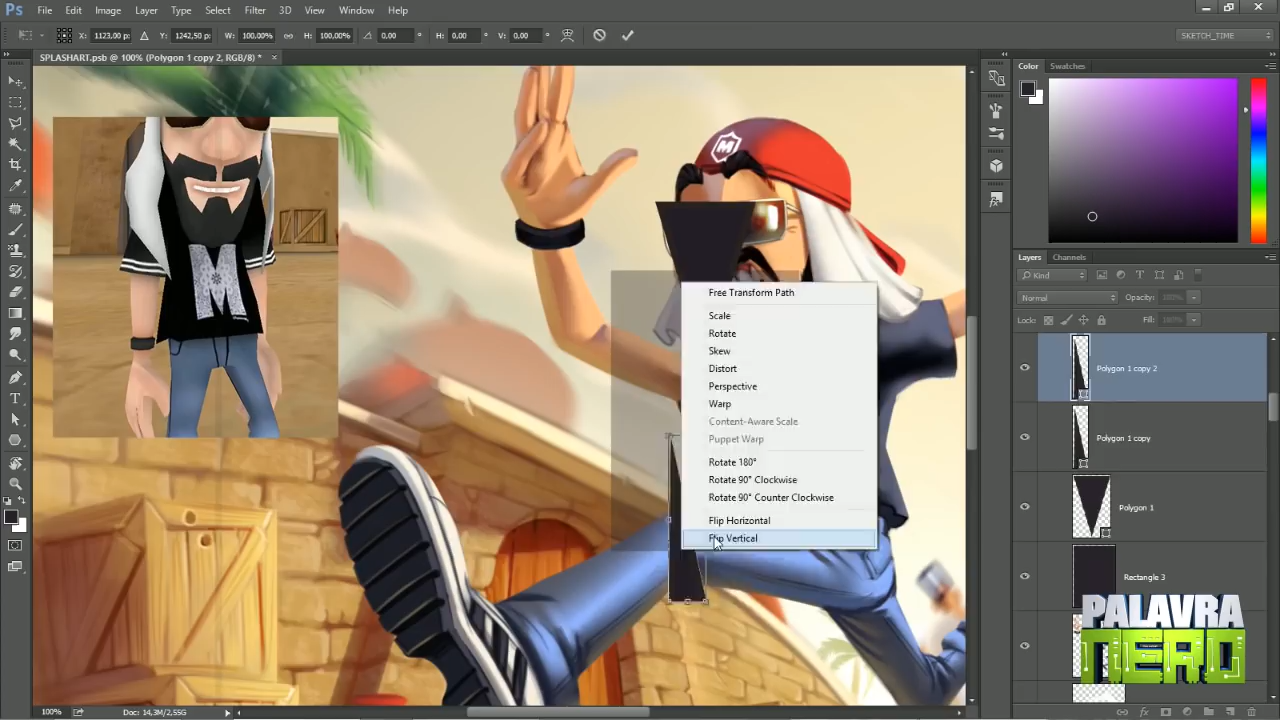 Ps File Edit Image Layer Type Select Filter 3D View Window Help
X: 1123,00 p: Y: 1242,50 p: W: 100,00% H: 100,00% 0,00 ° H: 0,00 ° V: 0,00 ° SKETCH_TIME
SPLASHART.psb @ 100% (Polygon 1 copy 2, RGB/8) * ×
Color Swatches
M
M
Free Transform Path
Scale
Rotate
Skew
Distort
Perspective
Warp
Content-Aware Scale
Puppet Warp
Rotate 180°
Rotate 90° Clockwise
Rotate 90° Counter Clockwise
Flip Horizontal
Flip Vertical
Layers Channels
Kind
Normal Opacity: 100%
Lock: Fill: 100%
Polygon 1 copy 2
Polygon 1 copy
Polygon 1
Rectangle 3
PALAVRA
NERD
100% Doc: 14,3M/2,55G